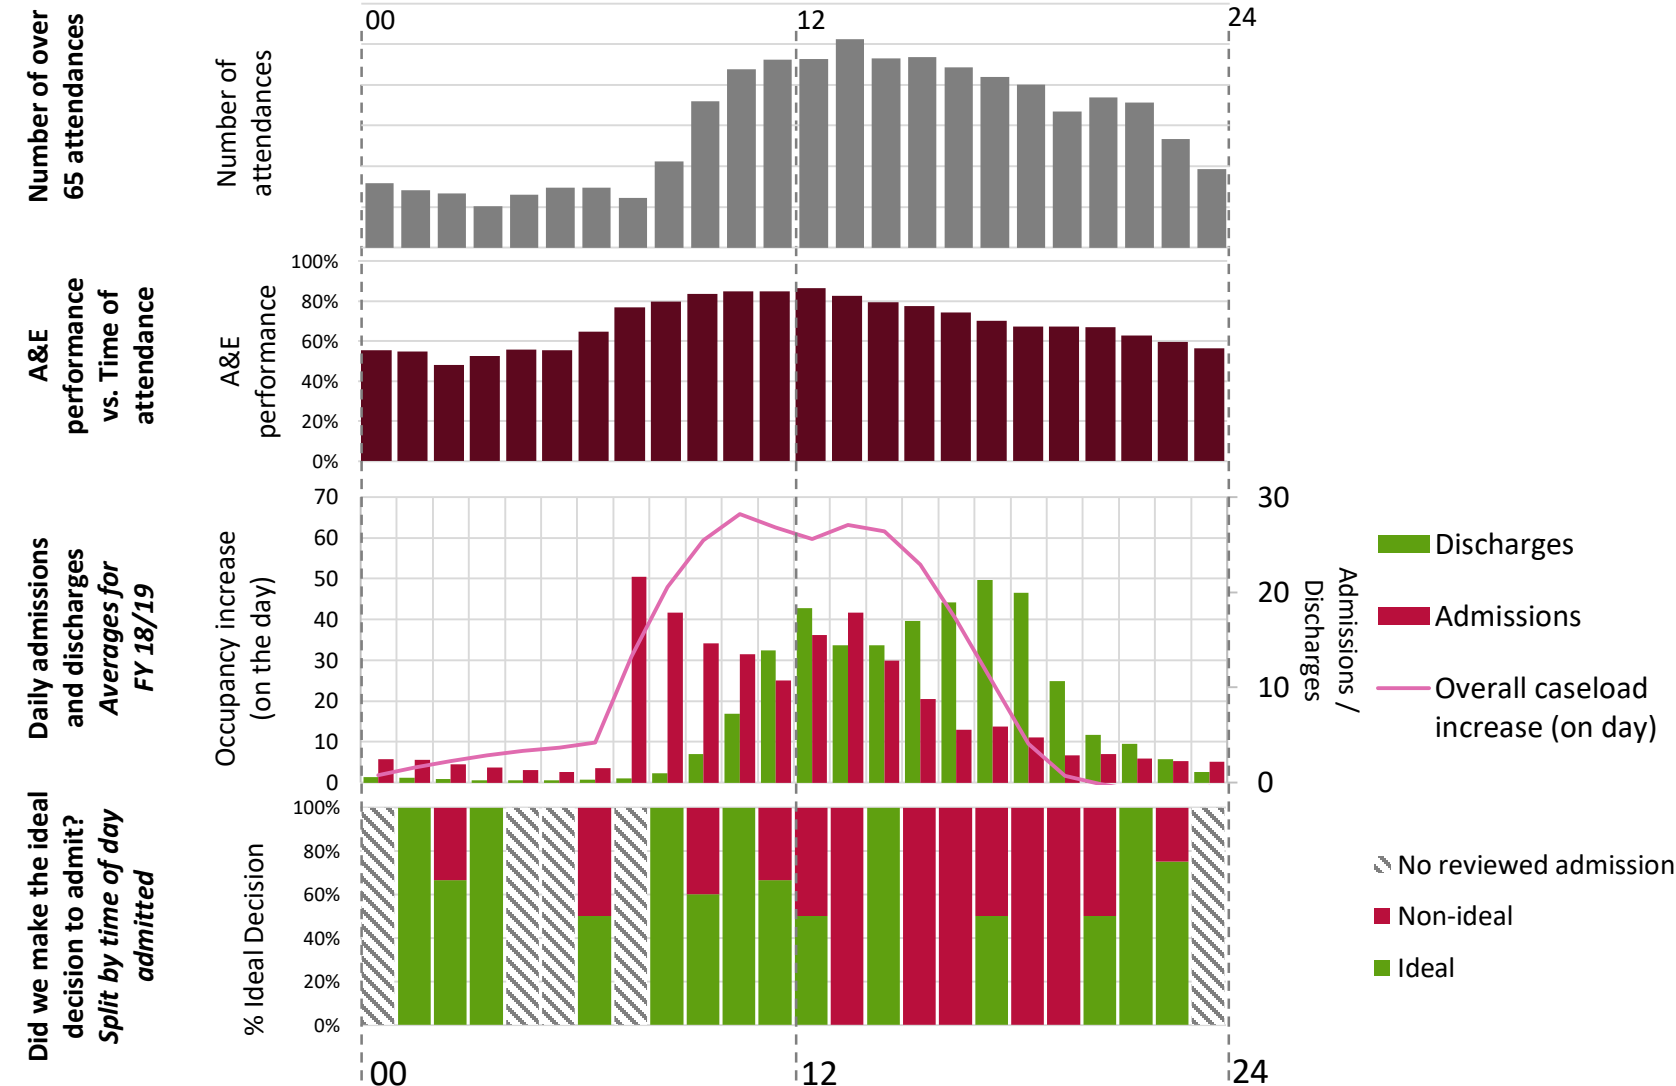 00
12
24
Number of over
65 attendances
Number of
attendances
A&E
performance
vs. Time of
attendance
A&E
performance
100%
80%
60%
40%
20%
0%
Daily admissions
and discharges
Averages for
FY 18/19
Occupancy increase
(on the day)
70
60
50
40
30
20
10
0
30
20
10
0
Admissions /
Discharges
Discharges
Admissions
Overall caseload
increase (on day)
Did we make the ideal
decision to admit?
Split by time of day
admitted
% Ideal Decision
100%
80%
60%
40%
20%
0%
No reviewed admission
Non-ideal
Ideal
00
12
24